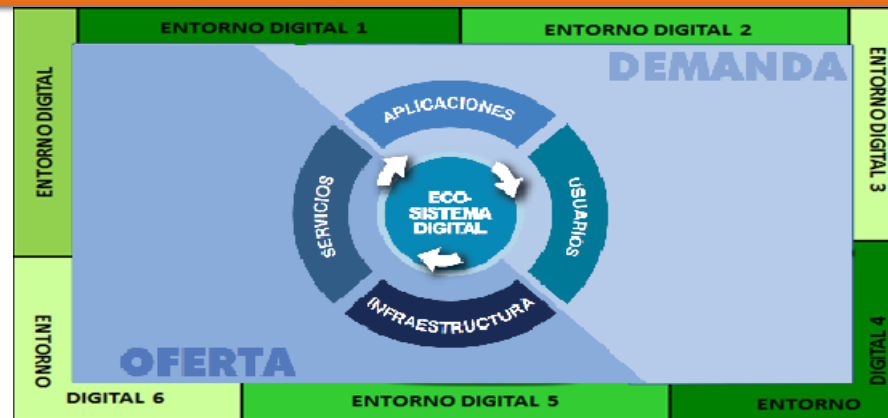 ENTORNO DIGITAL 1
ENTORNO DIGITAL 2
ENTORNO DIGITAL
ENTORNO DIGITAL 3
DEMANDA
APLICACIONES
SERVICIOS
ECO-
SISTEMA
DIGITAL
USUARIOS
INFRAESTRUCTURA
OFERTA
ENTORNO
DIGITAL 6
ENTORNO DIGITAL 5
ENTORNO
DIGITAL 4